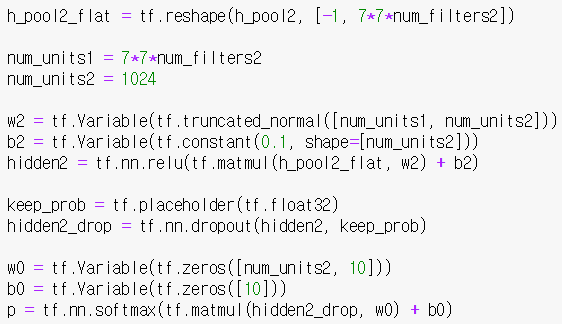 h_pool2_flat = tf.reshape(h_pool2, [-1, 7*7*num_filters2])
num_units1 = 7*7*num_filters2
num_units2 = 1024
w2 = tf.Variable(tf.truncated_normal([num_units1, num_units2]))
b2 = tf.Variable(tf.constant(0.1, shape=[num_units2]))
hidden2 = tf.nn.relu(tf.matmul(h_pool2_flat, w2) + b2)
keep_prob = tf.placeholder(tf.float32)
hidden2_drop = tf.nn.dropout(hidden2, keep_prob)
w0 = tf.Variable(tf.zeros([num_units2, 10]))
b0 = tf.Variable(tf.zeros([10]))
p = tf.nn.softmax(tf.matmul(hidden2_drop, w0) + b0)